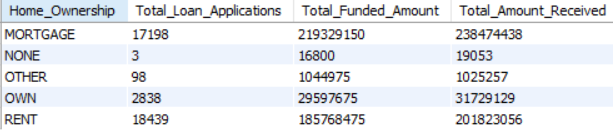 Home_Ownership Total_Loan_Applications Total_Funded_Amount Total_Amount_Received
MORTGAGE 17198 219329150 238474438
NONE 3 16800 19053
OTHER 98 1044975 1025257
OWN 2838 29597675 31729129
RENT 18439 185768475 201823056